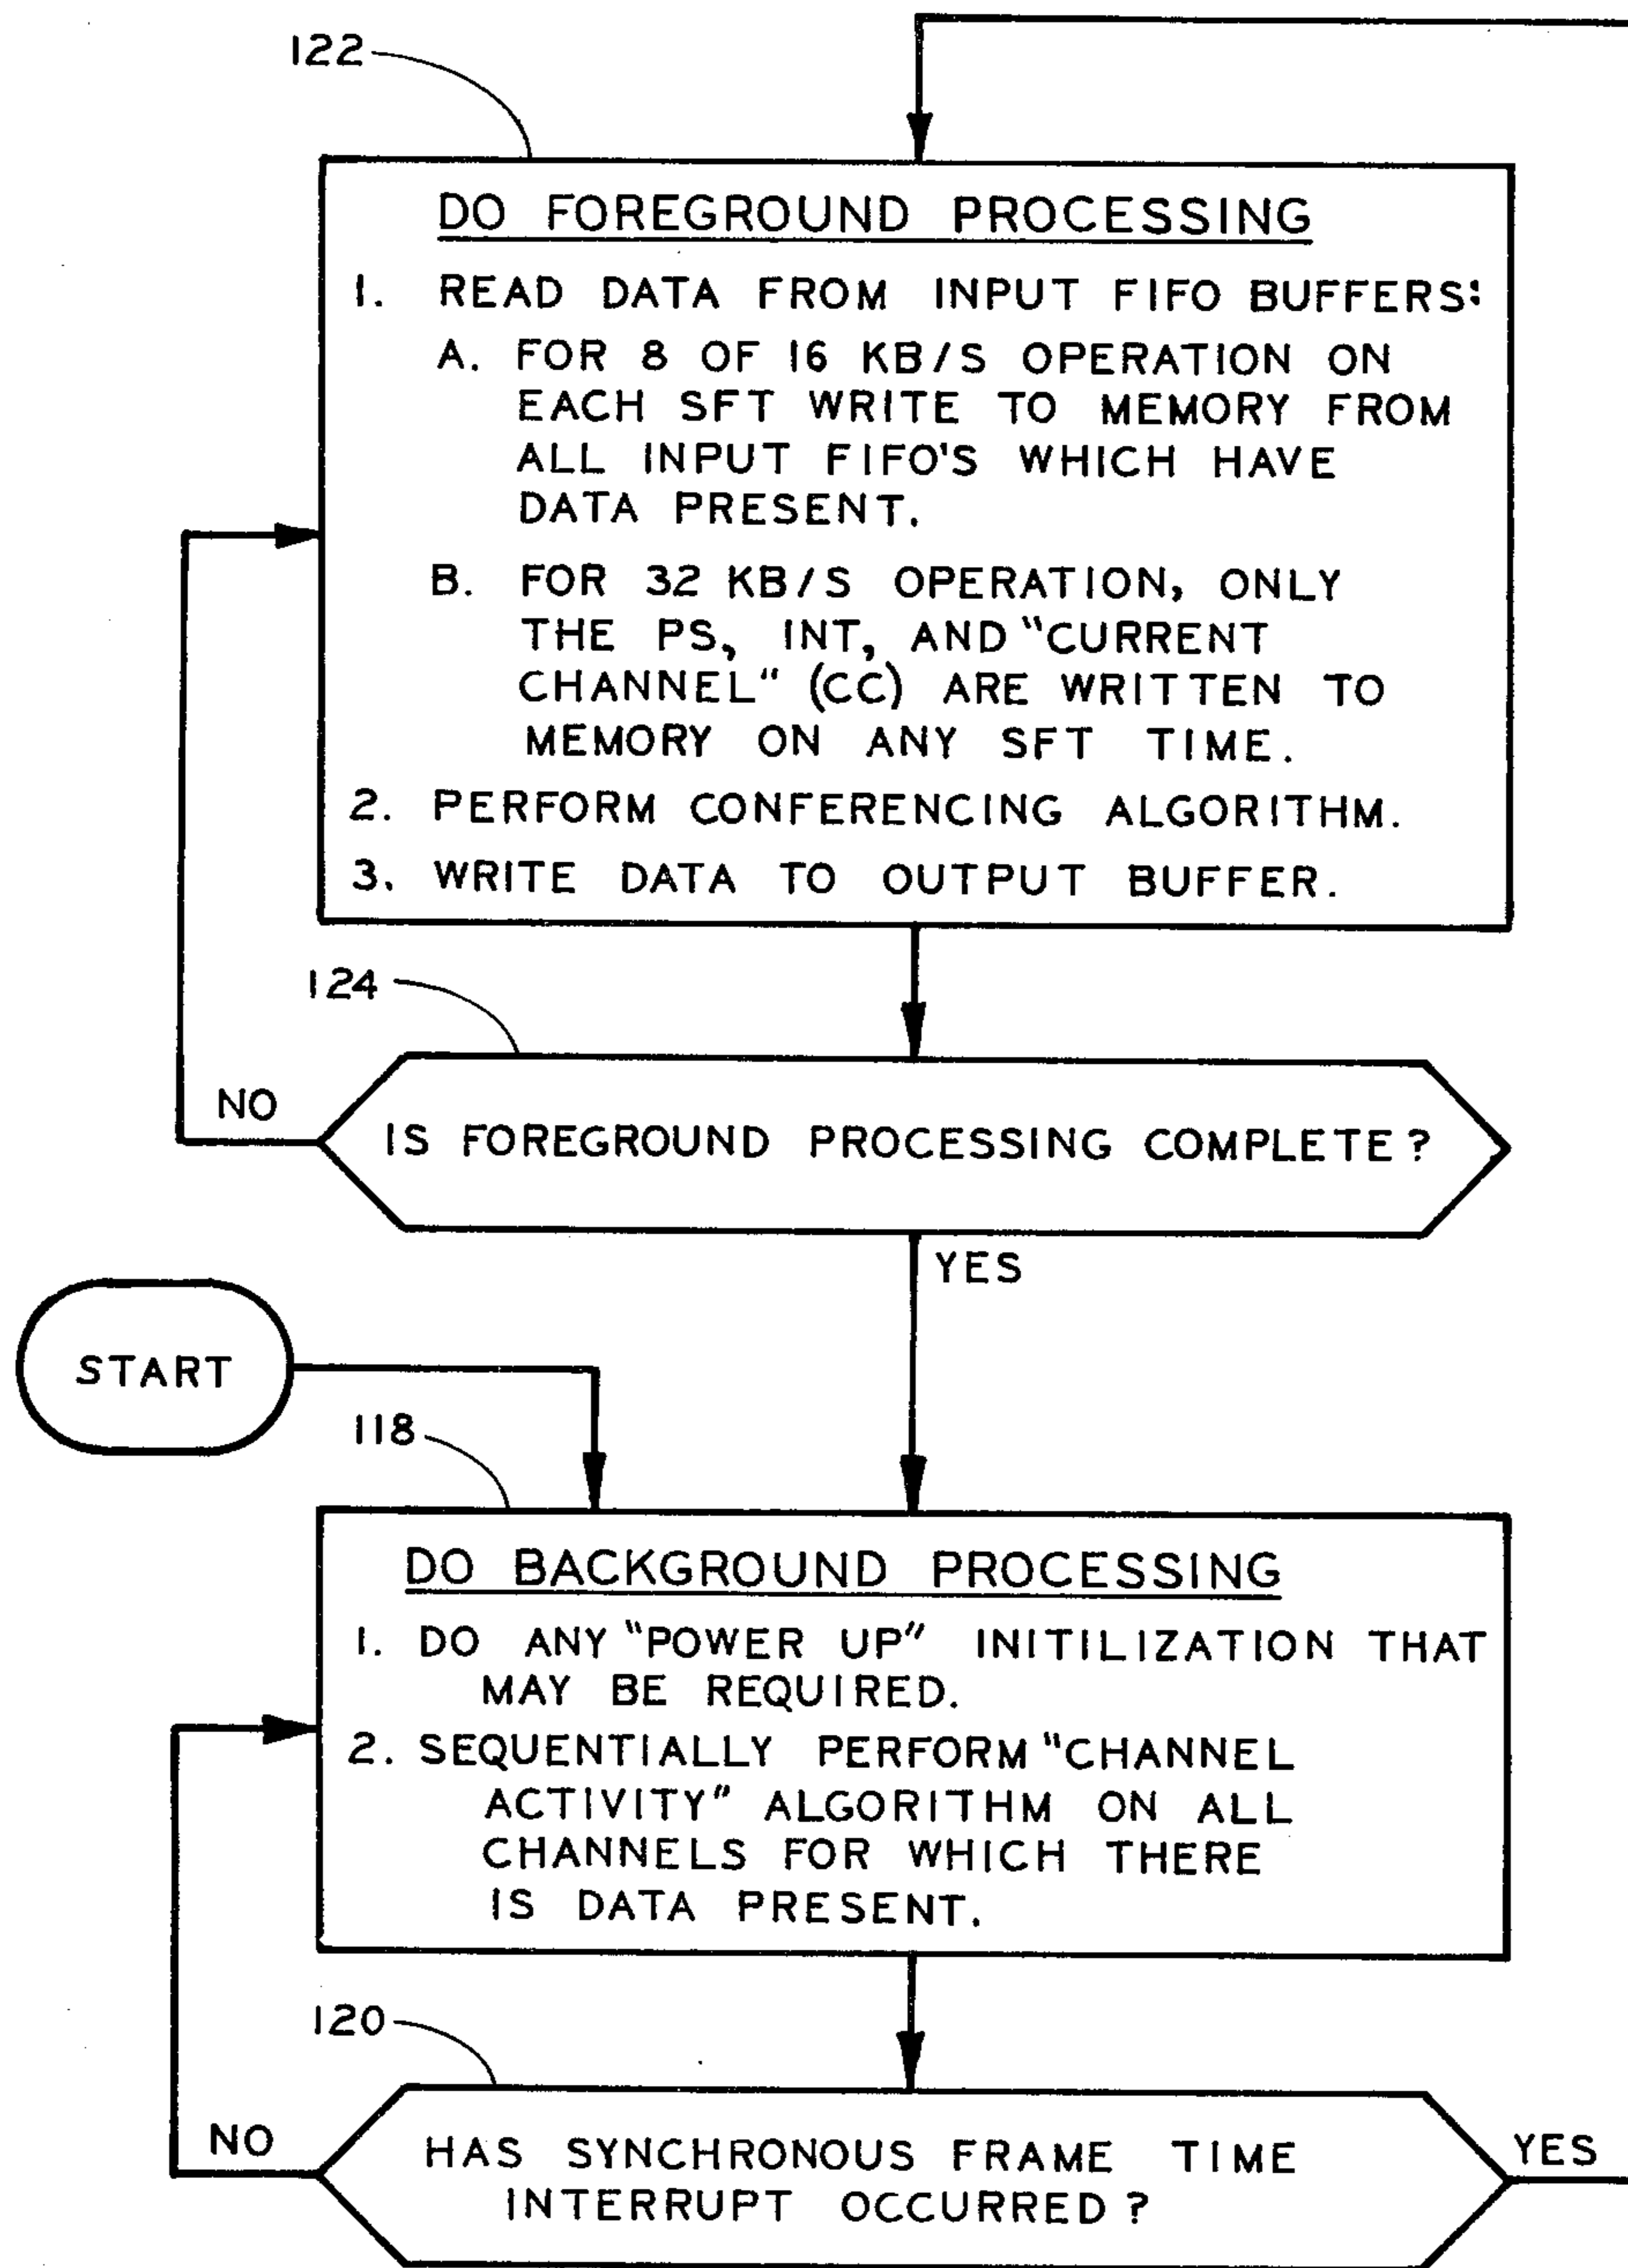 122
DO FOREGROUND PROCESSING
1. READ DATA FROM INPUT FIFO BUFFERS:
A. FOR 8 OF 16 KB/S OPERATION ON
EACH SFT WRITE TO MEMORY FROM
ALL INPUT FIFO'S WHICH HAVE
DATA PRESENT.
B. FOR 32 KB/S OPERATION, ONLY
THE PS, INT, AND "CURRENT
CHANNEL" (CC) ARE WRITTEN TO
MEMORY ON ANY SFT TIME.
2. PERFORM CONFERENCING ALGORITHM.
3. WRITE DATA TO OUTPUT BUFFER.
124
NO
IS FOREGROUND PROCESSING COMPLETE?
YES
START
118
DO BACKGROUND PROCESSING
1. DO ANY "POWER UP" INITILIZATION THAT
MAY BE REQUIRED.
2. SEQUENTIALLY PERFORM "CHANNEL
ACTIVITY" ALGORITHM ON ALL
CHANNELS FOR WHICH THERE
IS DATA PRESENT.
120
NO
HAS SYNCHRONOUS FRAME TIME
INTERRUPT OCCURRED?
YES